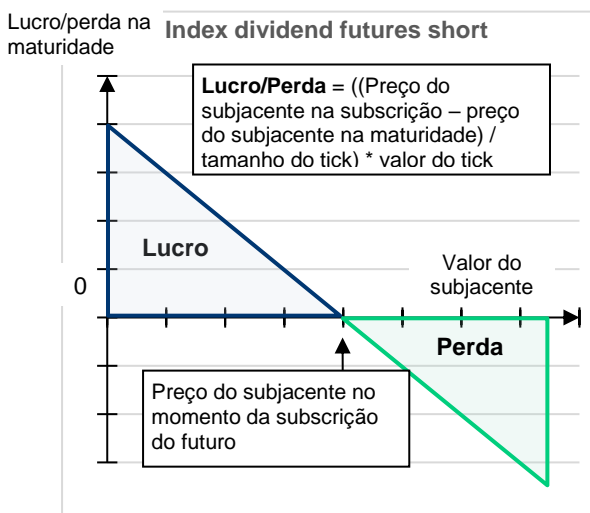 Lucro/perda na
maturidade
Index dividend futures short
Lucro/Perda = ((Preço do
subjacente na subscrição – preço
do subjacente na maturidade) /
tamanho do tick) * valor do tick
Lucro
0
Valor do
subjacente
Perda
Preço do subjacente no
momento da subscrição
do futuro